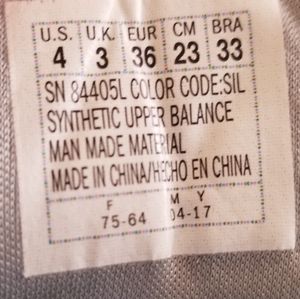 U.S. U.K. EUR CM BRA
4 3 36 23 33
SN 84405L COLOR CODE:SIL
SYNTHETIC UPPER BALANCE
MAN MADE MATERIAL
MADE IN CHINA/HECHO EN CHINA
F M Y
75-64 04-17